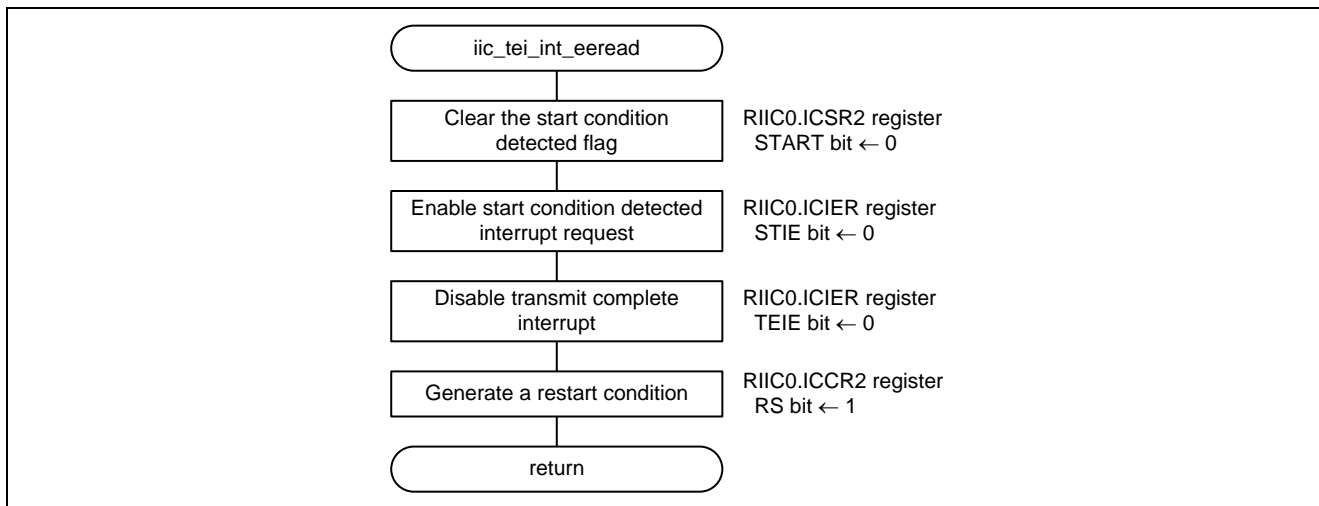 iic_tei_int_eeread
Clear the start condition
detected flag
RIIC0.ICSR2 register
START bit ← 0
Enable start condition detected
interrupt request
RIIC0.ICIER register
STIE bit ← 0
Disable transmit complete
interrupt
RIIC0.ICIER register
TEIE bit ← 0
Generate a restart condition
RIIC0.ICCR2 register
RS bit ← 1
return